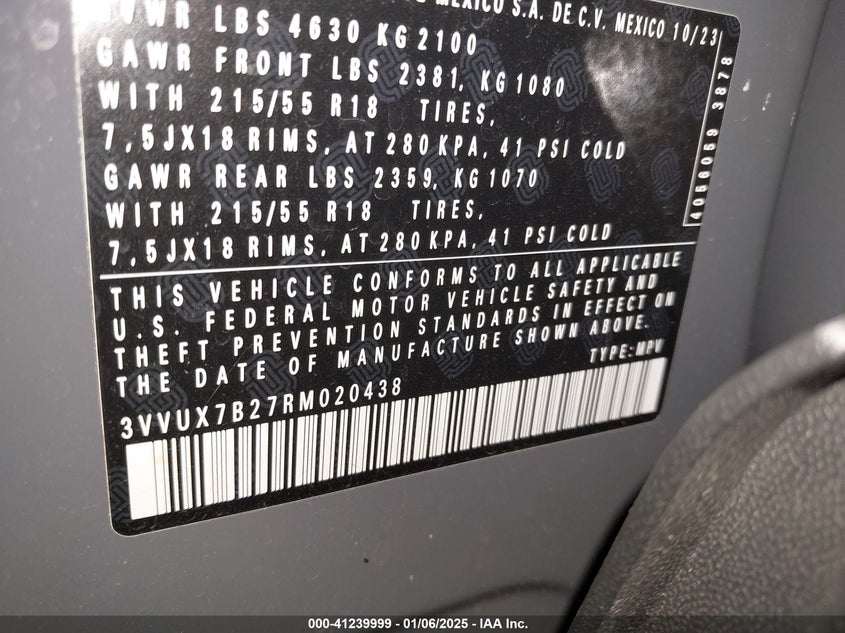 MEXICO S.A. DE C.V. MEXICO 10/23
LBS 4630 KG 2100
GAWR FRONT LBS 2381, KG 1080
WITH 215/55 R18 TIRES,
7,5JX18 RIMS, AT 280 KPA, 41 PSI COLD
GAWR REAR LBS 2359, KG 1070
WITH 215/55 R18 TIRES,
7,5JX18 RIMS, AT 280 KPA, 41 PSI COLD
4056069 3878
THIS VEHICLE CONFORMS TO ALL APPLICABLE
U.S. FEDERAL MOTOR VEHICLE SAFETY AND
THEFT PREVENTION STANDARDS IN EFFECT ON
THE DATE OF MANUFACTURE SHOWN ABOVE.
TYPE: MPV
3VVUX7B27RM020438
000-41239999 | 01/06/2025 | IAA Inc.